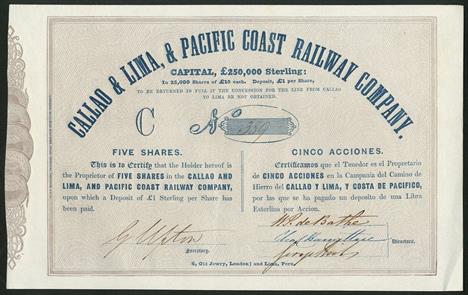 CALLAO & LIMA, & PACIFIC COAST RAILWAY COMPANY.
CAPITAL, £250,000 Sterling:
In 25,000 Shares of £10 each. Deposit, £1 per Share,
TO BE RETURNED IN FULL IF THE CONCESSION FOR THE LINE FROM CALLAO
TO LIMA BE NOT OBTAINED.
C No 359
FIVE SHARES.
This is to Certify that the Holder hereof is
the Proprietor of FIVE SHARES in the CALLAO AND
LIMA, AND PACIFIC COAST RAILWAY COMPANY,
upon which a Deposit of £1 Sterling per Share has
been paid.
CINCO ACCIONES.
Certificamos que el Tenedor es el Proprietario
de CINCO ACCIONES en la Campania del Camino de
Hierro del CALLAO Y LIMA, Y COSTA DE PACIFICO,
por las que se ha pagado un deposito de una Libra
Esterlina por Accion.
W. P. de Bathe
Directors.
Secretary.
6, Old Jewry, London; and Lima, Peru.